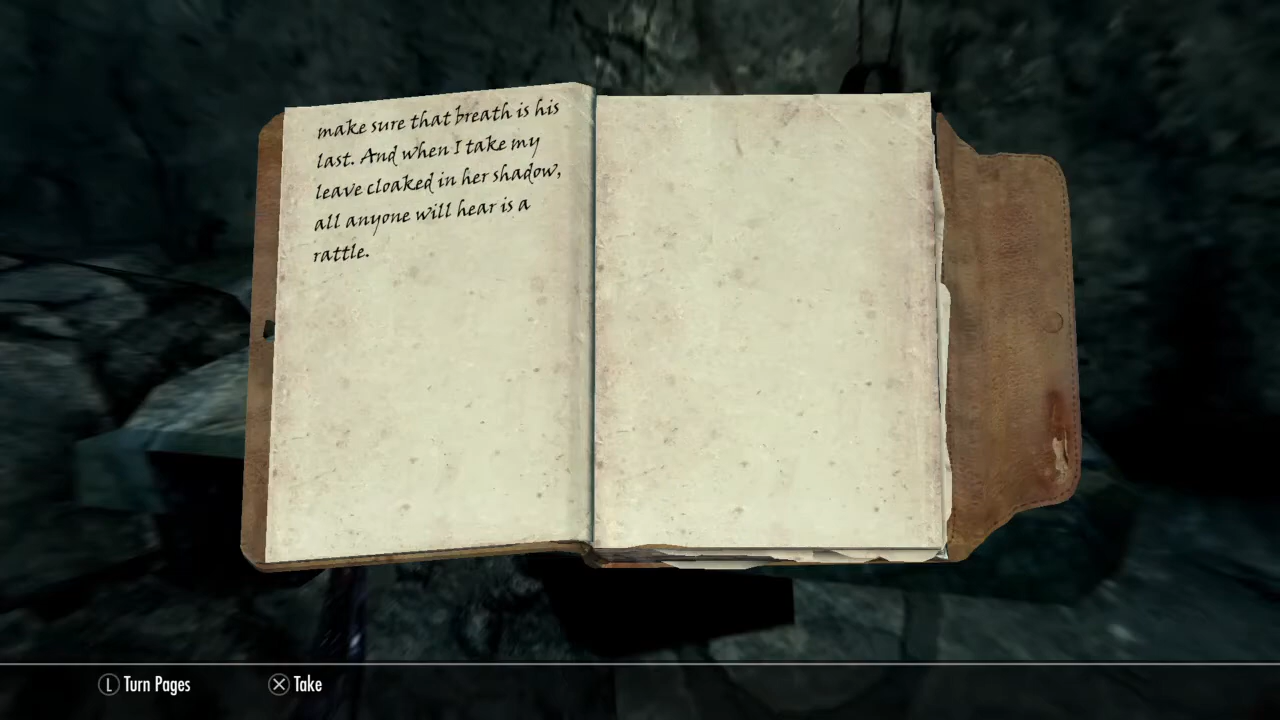 make sure that breath is his
last. And when I take my
leave cloaked in her shadow,
all anyone will hear is a
rattle.
L Turn Pages
X Take